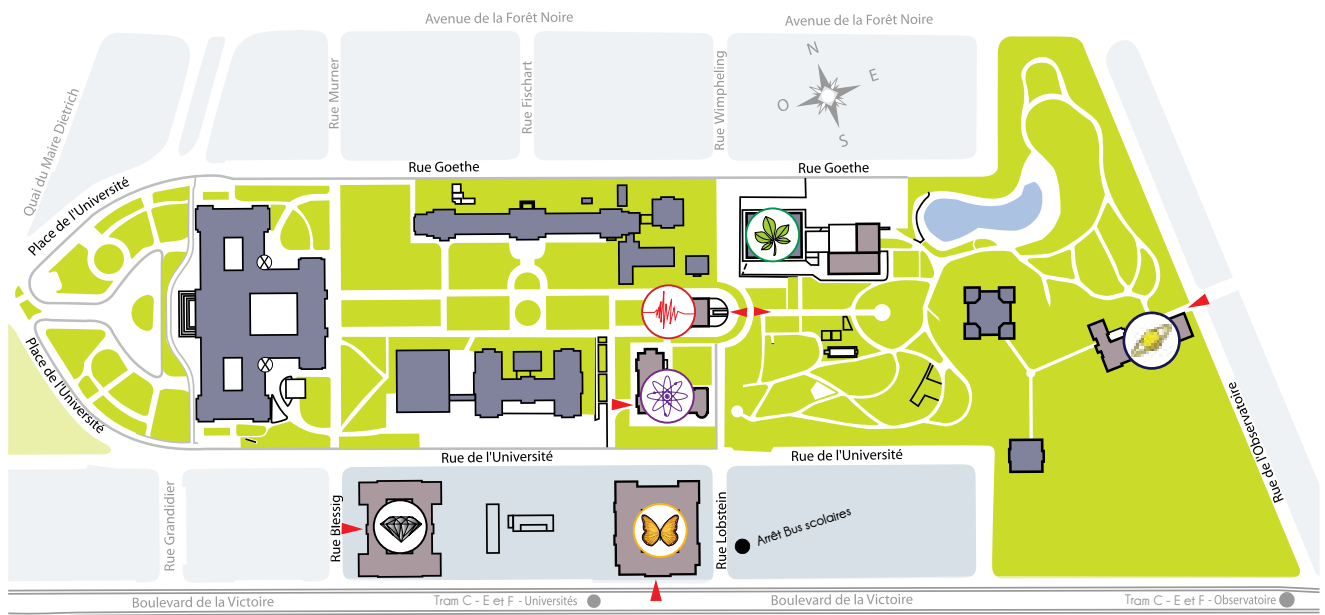 Avenue de la Forêt Noire
Avenue de la Forêt Noire
Quai du Maire Dietrich
Rue Murner
Rue Fischart
Rue Wimpheling
N
E
O
S
Place de l'Université
Rue Goethe
Rue Goethe
Place de l'Université
Rue de l'Observatoire
Rue de l'Université
Rue de l'Université
Rue Grandidier
Rue Blessig
Rue Lobstein
Arrêt Bus scolaires
Boulevard de la Victoire
Tram C - E et F - Universités
Boulevard de la Victoire
Tram C - E et F - Observatoire